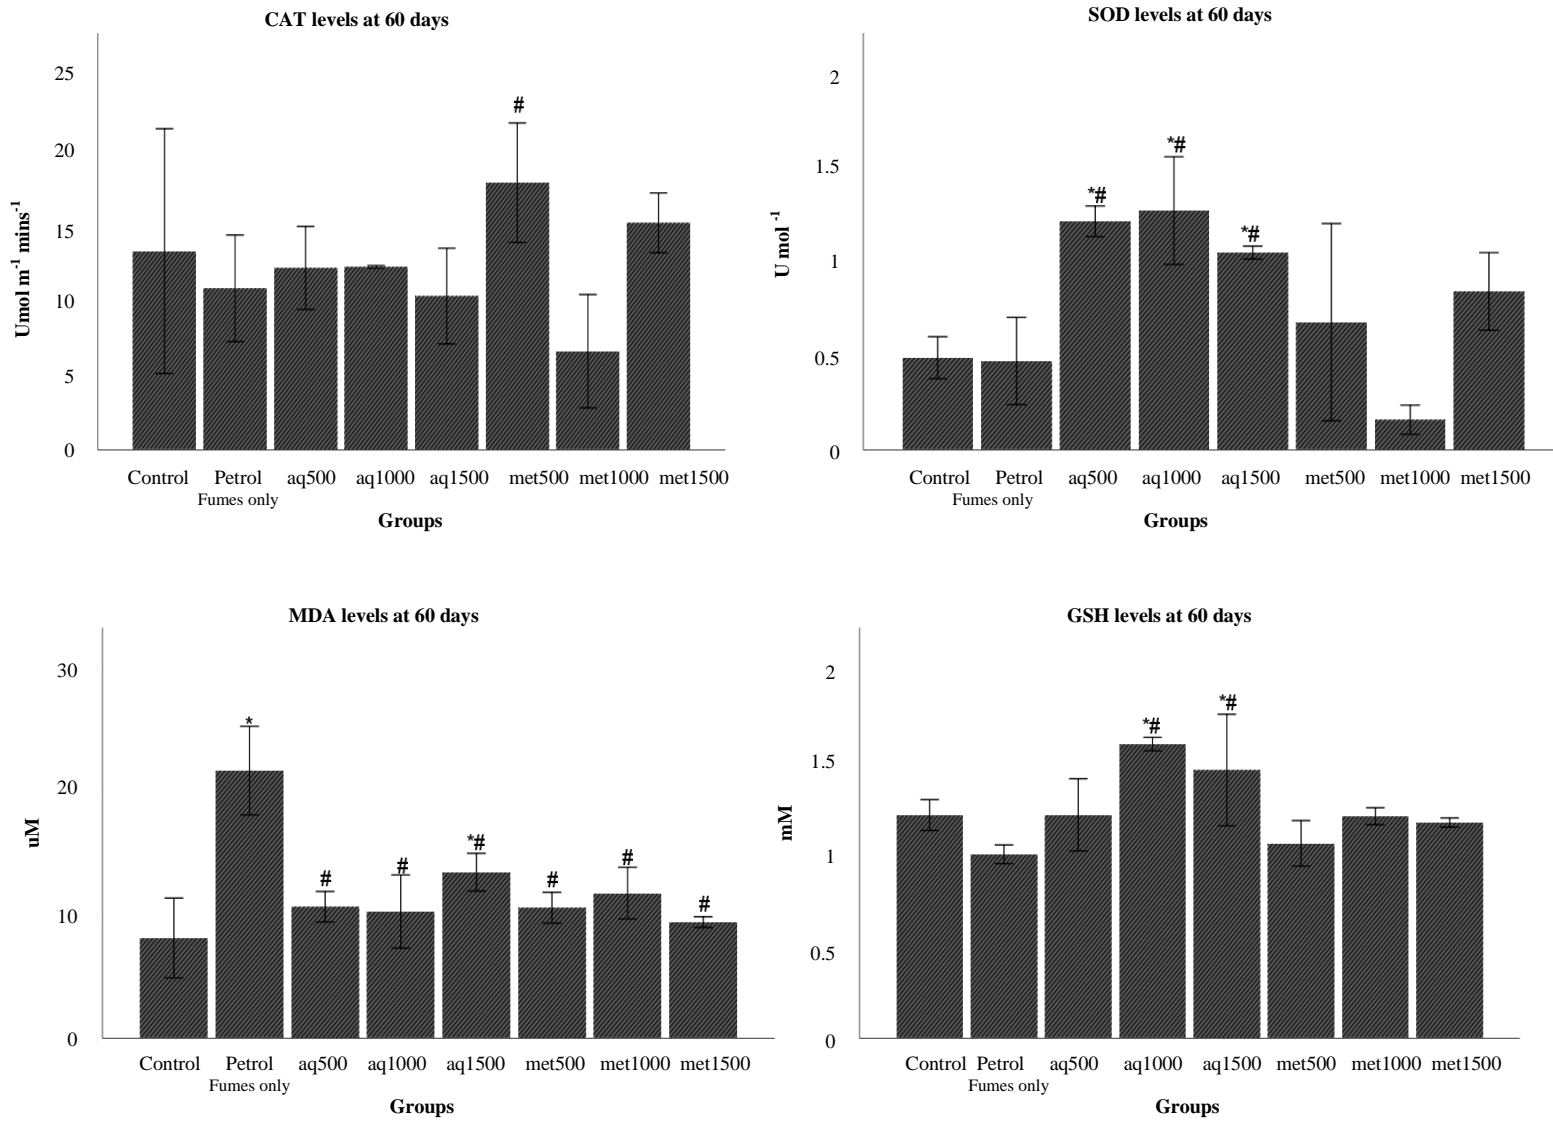 CAT levels at 60 days
#
25
20
15
10
5
0
Umol m-1 mins-1
Control Petrol aq500 aq1000 aq1500 met500 met1000 met1500
Fumes only
Groups
SOD levels at 60 days
*# *# *#
2
1.5
1
0.5
0
U mol -1
Control Petrol aq500 aq1000 aq1500 met500 met1000 met1500
Fumes only
Groups
MDA levels at 60 days
* # # *# # # #
30
20
10
0
uM
Control Petrol aq500 aq1000 aq1500 met500 met1000 met1500
Fumes only
Groups
GSH levels at 60 days
*# *#
2
1.5
1
0.5
0
mM
Control Petrol aq500 aq1000 aq1500 met500 met1000 met1500
Fumes only
Groups